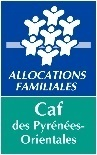 ALLOCATIONS
FAMILIALES
Caf
des Pyrénées-
Orientales